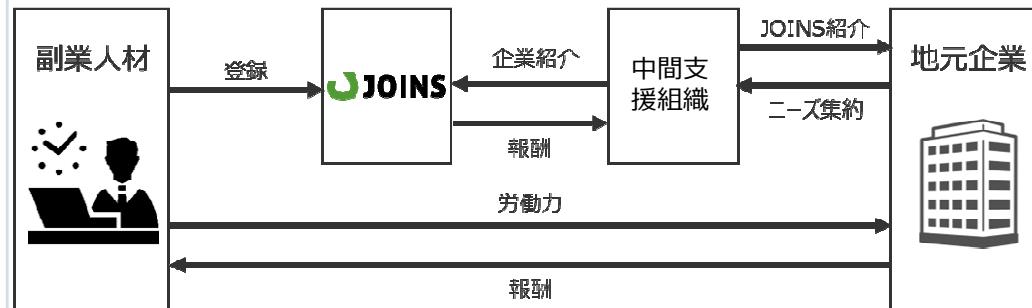 副業人材
登録
JOINS
企業紹介
報酬
中間支
援組織
JOINS紹介
ニーズ集約
地元企業
労働力
報酬